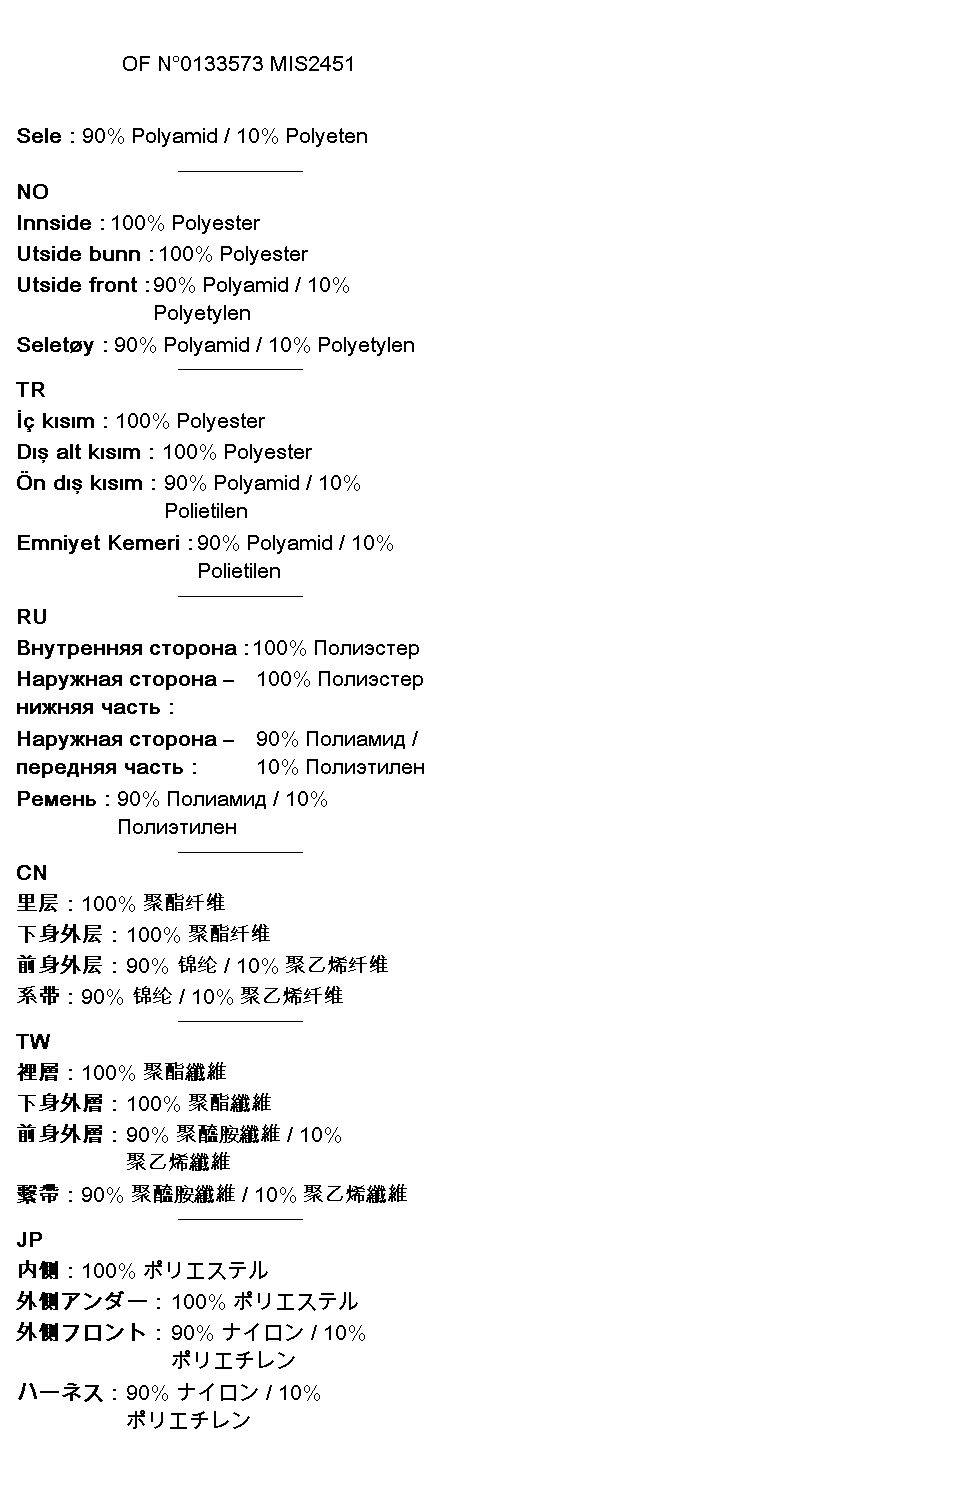 OF N°0133573 MIS2451
Sele : 90% Polyamid / 10% Polyeten
NO
Innside : 100% Polyester
Utside bunn : 100% Polyester
Utside front : 90% Polyamid / 10%
Polyetylen
Seletøy : 90% Polyamid / 10% Polyetylen
TR
İç kısım : 100% Polyester
Dış alt kısım : 100% Polyester
Ön dış kısım : 90% Polyamid / 10%
Polietilen
Emniyet Kemeri : 90% Polyamid / 10%
Polietilen
RU
Внутренняя сторона : 100% Полиэстер
Наружная сторона – 100% Полиэстер
нижняя часть :
Наружная сторона – 90% Полиамид /
передняя часть : 10% Полиэтилен
Ремень : 90% Полиамид / 10%
Полиэтилен
CN
里层 : 100% 聚酯纤维
下身外层 : 100% 聚酯纤维
前身外层 : 90% 锦纶 / 10% 聚乙烯纤维
系带 : 90% 锦纶 / 10% 聚乙烯纤维
TW
裡層 : 100% 聚酯纖維
下身外層 : 100% 聚酯纖維
前身外層 : 90% 聚醯胺纖維 / 10%
聚乙烯纖維
繫帶 : 90% 聚醯胺纖維 / 10% 聚乙烯纖維
JP
内側 : 100% ポリエステル
外側アンダー : 100% ポリエステル
外側フロント : 90% ナイロン / 10%
ポリエチレン
ハーネス : 90% ナイロン / 10%
ポリエチレン